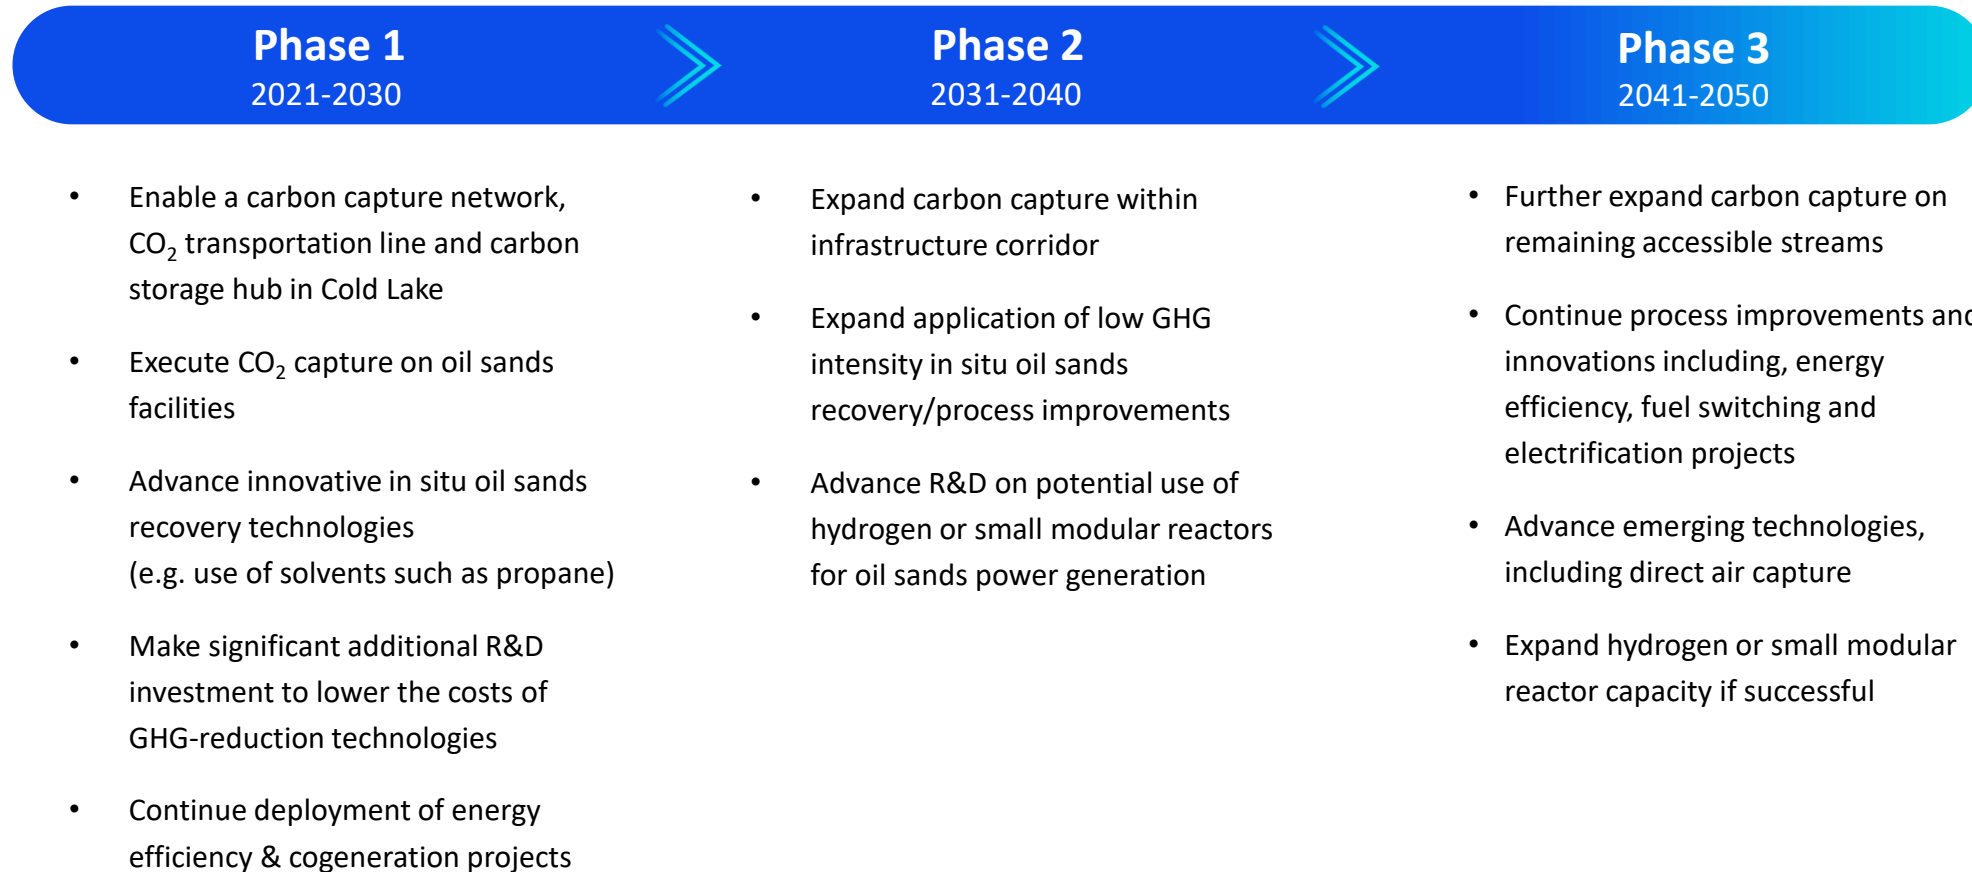 Phase 1
2021-2030
Phase 2
2031-2040
Phase 3
2041-2050
• Enable a carbon capture network,
CO₂ transportation line and carbon
storage hub in Cold Lake
• Execute CO₂ capture on oil sands
facilities
• Advance innovative in situ oil sands
recovery technologies
(e.g. use of solvents such as propane)
• Make significant additional R&D
investment to lower the costs of
GHG-reduction technologies
• Continue deployment of energy
efficiency & cogeneration projects
• Expand carbon capture within
infrastructure corridor
• Expand application of low GHG
intensity in situ oil sands
recovery/process improvements
• Advance R&D on potential use of
hydrogen or small modular reactors
for oil sands power generation
• Further expand carbon capture on
remaining accessible streams
• Continue process improvements and
innovations including, energy
efficiency, fuel switching and
electrification projects
• Advance emerging technologies,
including direct air capture
• Expand hydrogen or small modular
reactor capacity if successful